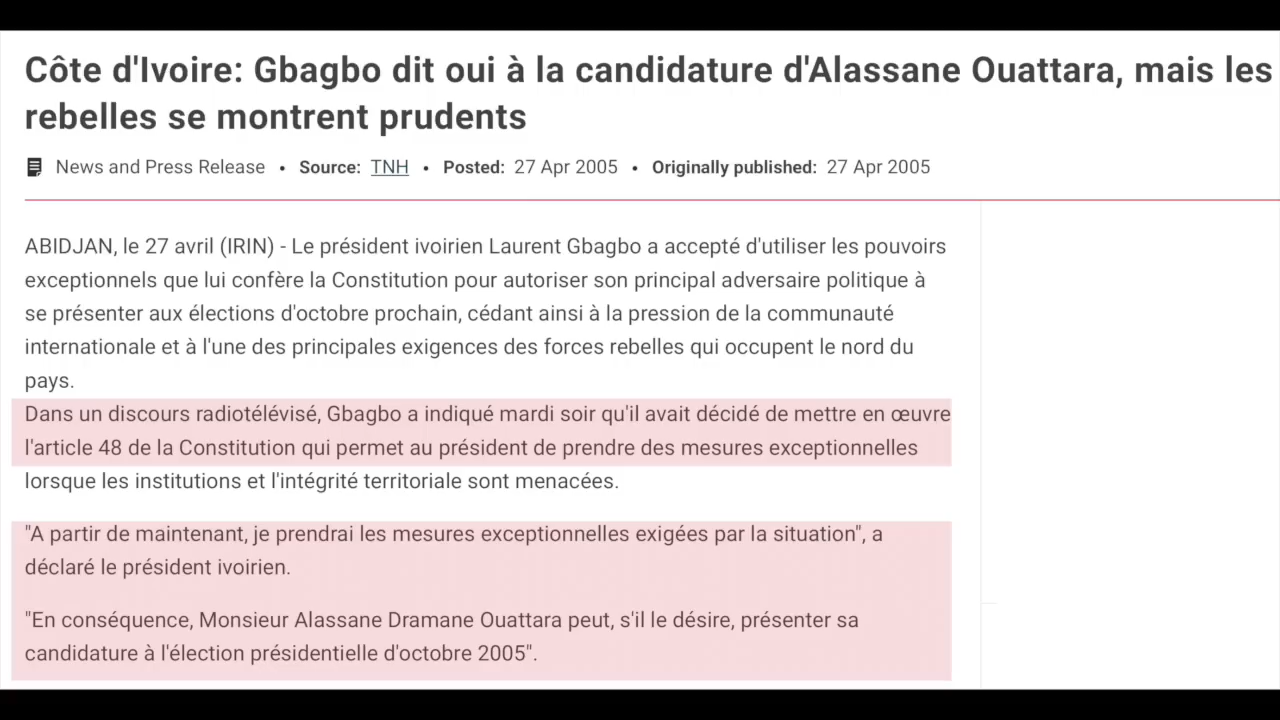 Côte d'Ivoire: Gbagbo dit oui à la candidature d'Alassane Ouattara, mais les
rebelles se montrent prudents
News and Press Release • Source: TNH • Posted: 27 Apr 2005 • Originally published: 27 Apr 2005
ABIDJAN, le 27 avril (IRIN) - Le président ivoirien Laurent Gbagbo a accepté d'utiliser les pouvoirs
exceptionnels que lui confère la Constitution pour autoriser son principal adversaire politique à
se présenter aux élections d'octobre prochain, cédant ainsi à la pression de la communauté
internationale et à l'une des principales exigences des forces rebelles qui occupent le nord du
pays.
Dans un discours radiotélévisé, Gbagbo a indiqué mardi soir qu'il avait décidé de mettre en œuvre
l'article 48 de la Constitution qui permet au président de prendre des mesures exceptionnelles
lorsque les institutions et l'intégrité territoriale sont menacées.
"A partir de maintenant, je prendrai les mesures exceptionnelles exigées par la situation", a
déclaré le président ivoirien.
"En conséquence, Monsieur Alassane Dramane Ouattara peut, s'il le désire, présenter sa
candidature à l'élection présidentielle d'octobre 2005".